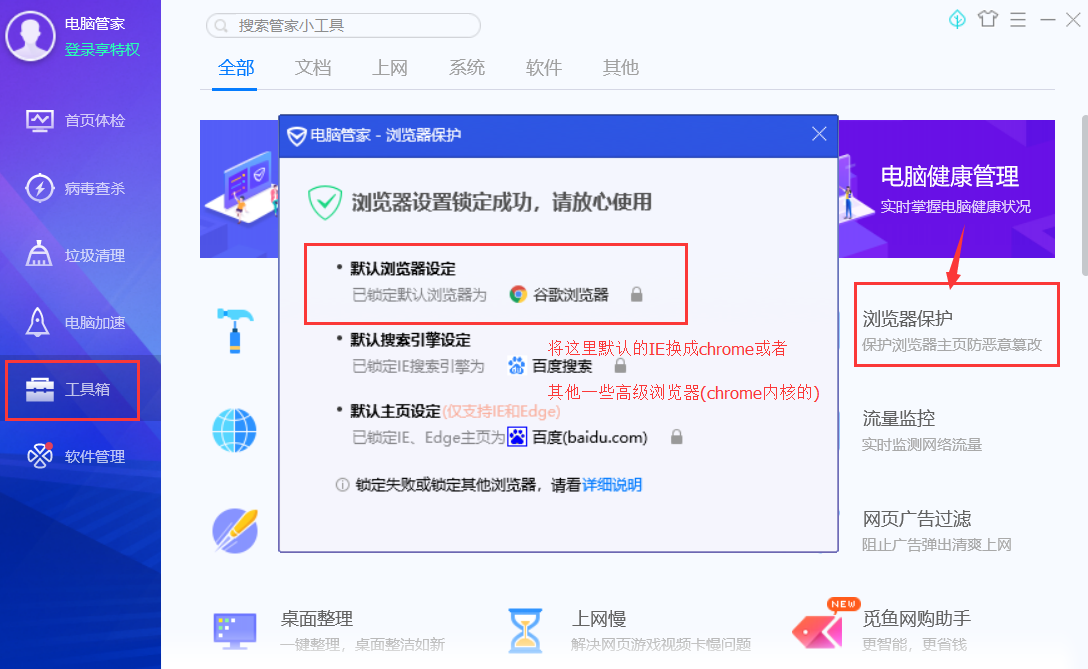 电脑管家
登录享特权
首页体检
病毒查杀
垃圾清理
电脑加速
工具箱
软件管理
搜索管家小工具
全部
文档
上网
系统
软件
其他
电脑健康管理
实时掌握电脑健康状况
电脑管家 - 浏览器保护
浏览器设置锁定成功，请放心使用
• 默认浏览器设定
已锁定默认浏览器为 谷歌浏览器
• 默认搜索引擎设定
已锁定IE搜索引擎为 百度搜索
将这里默认的IE换成chrome或者
其他一些高级浏览器(chrome内核的)
• 默认主页设定(仅支持IE和Edge)
已锁定IE、Edge主页为 百度(baidu.com)
锁定失败或锁定其他浏览器，请看详细说明
浏览器保护
保护浏览器主页防恶意篡改
流量监控
实时监测网络流量
网页广告过滤
阻止广告弹出清爽上网
桌面整理
一键整理，桌面整洁如新
上网慢
解决网页游戏视频卡慢问题
NEW
觅鱼网购助手
更智能，更省钱